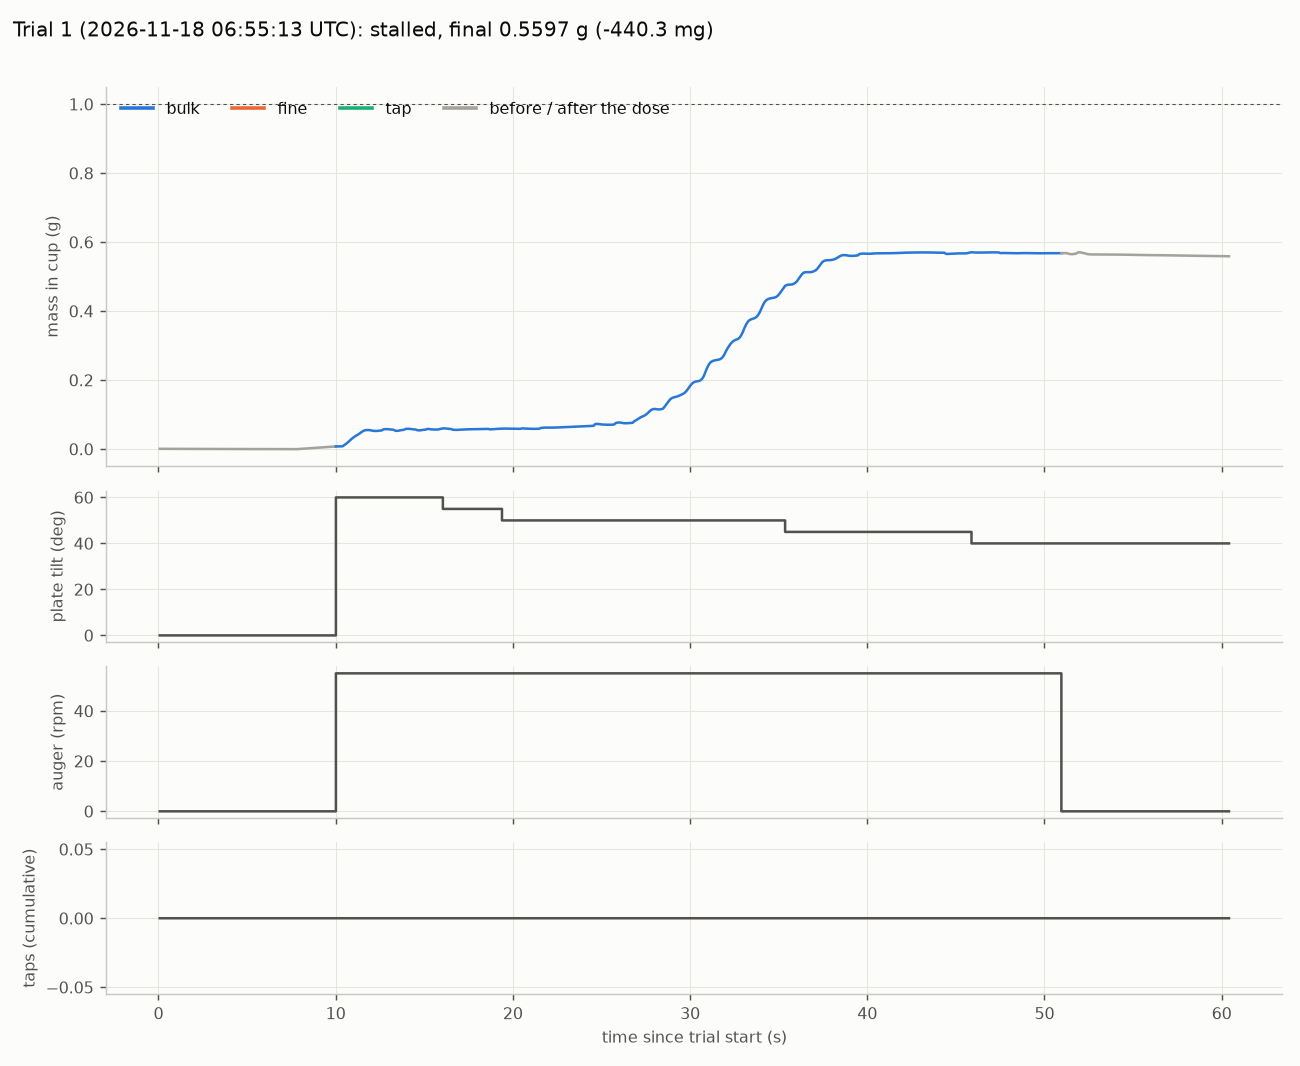 Trial 1 (2026-11-18 06:55:13 UTC): stalled, final 0.5597 g (-440.3 mg)
bulk fine tap before / after the dose
mass in cup (g)
1.0
0.8
0.6
0.4
0.2
0.0
plate tilt (deg)
60
40
20
0
auger (rpm)
40
20
0
taps (cumulative)
0.05
0.00
−0.05
0 10 20 30 40 50 60
time since trial start (s)